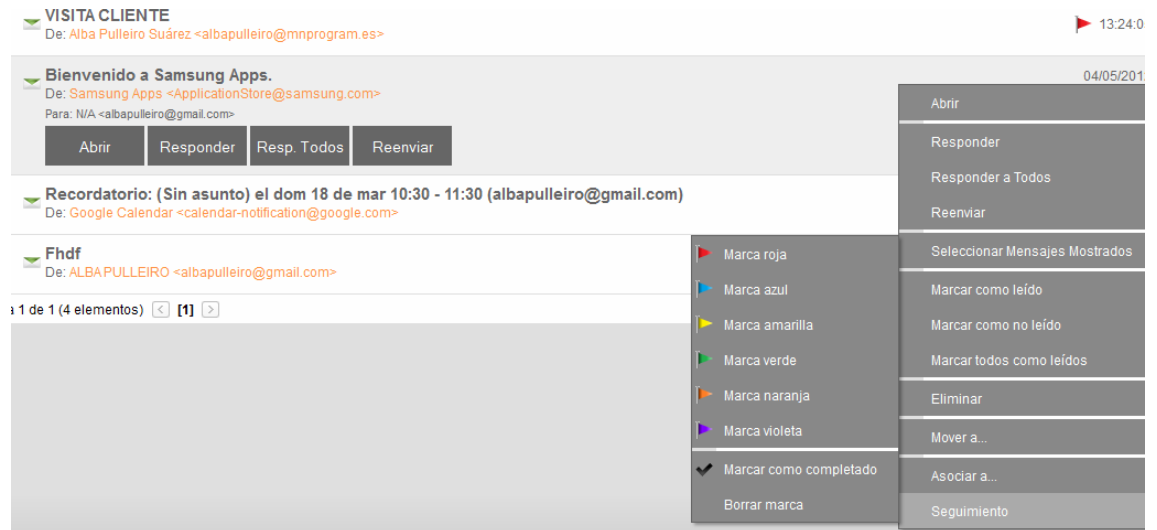 VISITA CLIENTE
De: Alba Pulleiro Suárez <albapulleiro@mnprogram.es>
13:24:0
Bienvenido a Samsung Apps.
04/05/201
De: Samsung Apps <ApplicationStore@samsung.com>
Para: N/A <albapulleiro@gmail.com>
Abrir Responder Resp. Todos Reenviar
Recordatorio: (Sin asunto) el dom 18 de mar 10:30 - 11:30 (albapulleiro@gmail.com)
De: Google Calendar <calendar-notification@google.com>
Fhdf
De: ALBA PULLEIRO <albapulleiro@gmail.com>
a 1 de 1 (4 elementos) [1]
Abrir
Responder
Responder a Todos
Reenviar
Seleccionar Mensajes Mostrados
Marcar como leído
Marcar como no leído
Marcar todos como leídos
Eliminar
Mover a...
Asociar a...
Seguimiento
Marca roja
Marca azul
Marca amarilla
Marca verde
Marca naranja
Marca violeta
Marcar como completado
Borrar marca